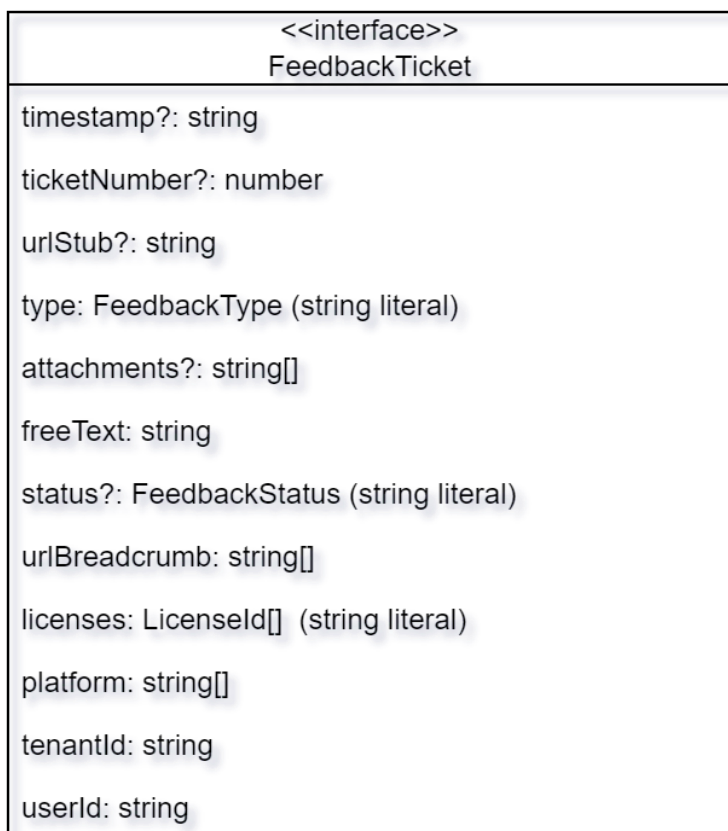 <<interface>>
FeedbackTicket
timestamp?: string
ticketNumber?: number
urlStub?: string
type: FeedbackType (string literal)
attachments?: string[]
freeText: string
status?: FeedbackStatus (string literal)
urlBreadcrumb: string[]
licenses: LicenseId[]  (string literal)
platform: string[]
tenantId: string
userId: string